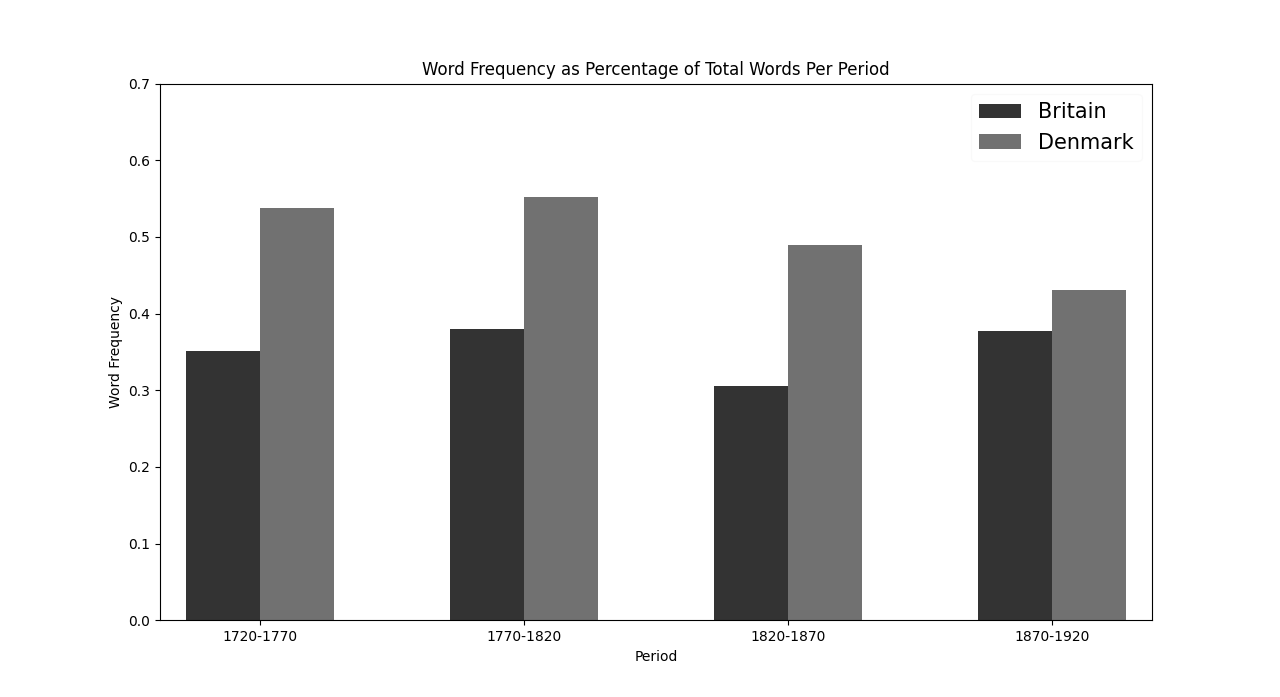 Word Frequency as Percentage of Total Words Per Period
Britain
Denmark
0.7
0.6
0.5
0.4
0.3
0.2
0.1
0.0
Word Frequency
1720-1770 1770-1820 1820-1870 1870-1920
Period